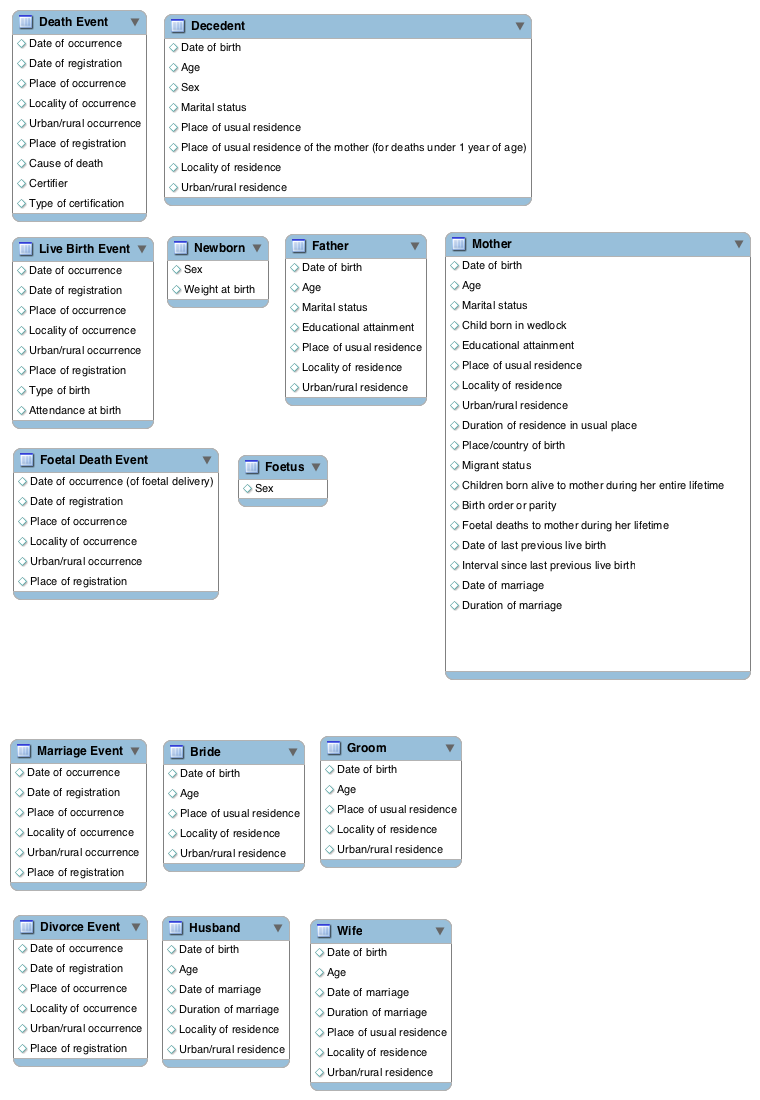 Death Event
Date of occurrence
Date of registration
Place of occurrence
Locality of occurrence
Urban/rural occurrence
Place of registration
Cause of death
Certifier
Type of certification
Decedent
Date of birth
Age
Sex
Marital status
Place of usual residence
Place of usual residence of the mother (for deaths under 1 year of age)
Locality of residence
Urban/rural residence
Live Birth Event
Date of occurrence
Date of registration
Place of occurrence
Locality of occurrence
Urban/rural occurrence
Place of registration
Type of birth
Attendance at birth
Newborn
Sex
Weight at birth
Father
Date of birth
Age
Marital status
Educational attainment
Place of usual residence
Locality of residence
Urban/rural residence
Mother
Date of birth
Age
Marital status
Child born in wedlock
Educational attainment
Place of usual residence
Locality of residence
Urban/rural residence
Duration of residence in usual place
Place/country of birth
Migrant status
Children born alive to mother during her entire lifetime
Birth order or parity
Foetal deaths to mother during her lifetime
Date of last previous live birth
Interval since last previous live birth
Date of marriage
Duration of marriage
Foetal Death Event
Date of occurrence (of foetal delivery)
Date of registration
Place of occurrence
Locality of occurrence
Urban/rural occurrence
Place of registration
Foetus
Sex
Marriage Event
Date of occurrence
Date of registration
Place of occurrence
Locality of occurrence
Urban/rural occurrence
Place of registration
Bride
Date of birth
Age
Place of usual residence
Locality of residence
Urban/rural residence
Groom
Date of birth
Age
Place of usual residence
Locality of residence
Urban/rural residence
Divorce Event
Date of occurrence
Date of registration
Place of occurrence
Locality of occurrence
Urban/rural occurrence
Place of registration
Husband
Date of birth
Age
Date of marriage
Duration of marriage
Locality of residence
Urban/rural residence
Wife
Date of birth
Age
Date of marriage
Duration of marriage
Place of usual residence
Locality of residence
Urban/rural residence